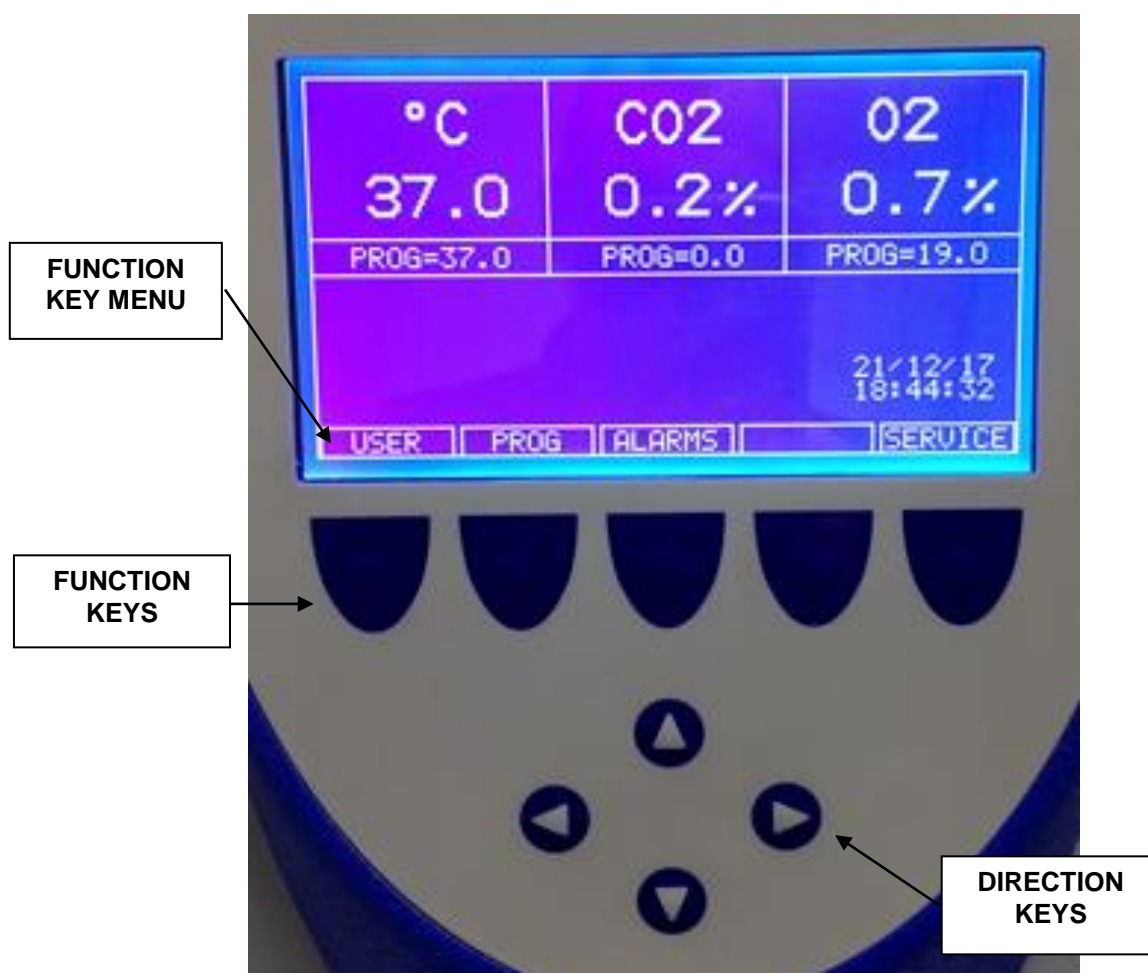 °C CO2 O2
37.0 0.2% 0.7%
PROG=37.0 PROG=0.0 PROG=19.0
FUNCTION
KEY MENU
21/12/17
18:44:32
USER PROG ALARMS SERVICE
FUNCTION
KEYS
DIRECTION
KEYS